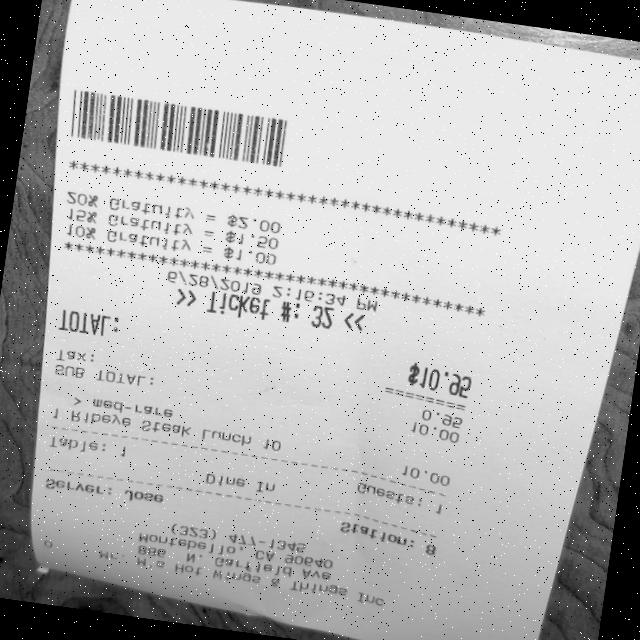 Mr. H's Hot Wings & Things Inc
888 N Garfield Ave
Montebello, CA 90640
(323) 477-1345
Server: Jose Station: 8
Table: 1 Dine In Guests: 1
1 Ribeye Steak Lunch 10 10.00
> med-rare
SUB TOTAL: 10.00
Tax: 0.95
TOTAL: $10.95
>> Ticket #: 32 <<
6/28/2019 2:16:34 PM
****************************************
10% Gratuity = $1.00
15% Gratuity = $1.50
20% Gratuity = $2.00
****************************************